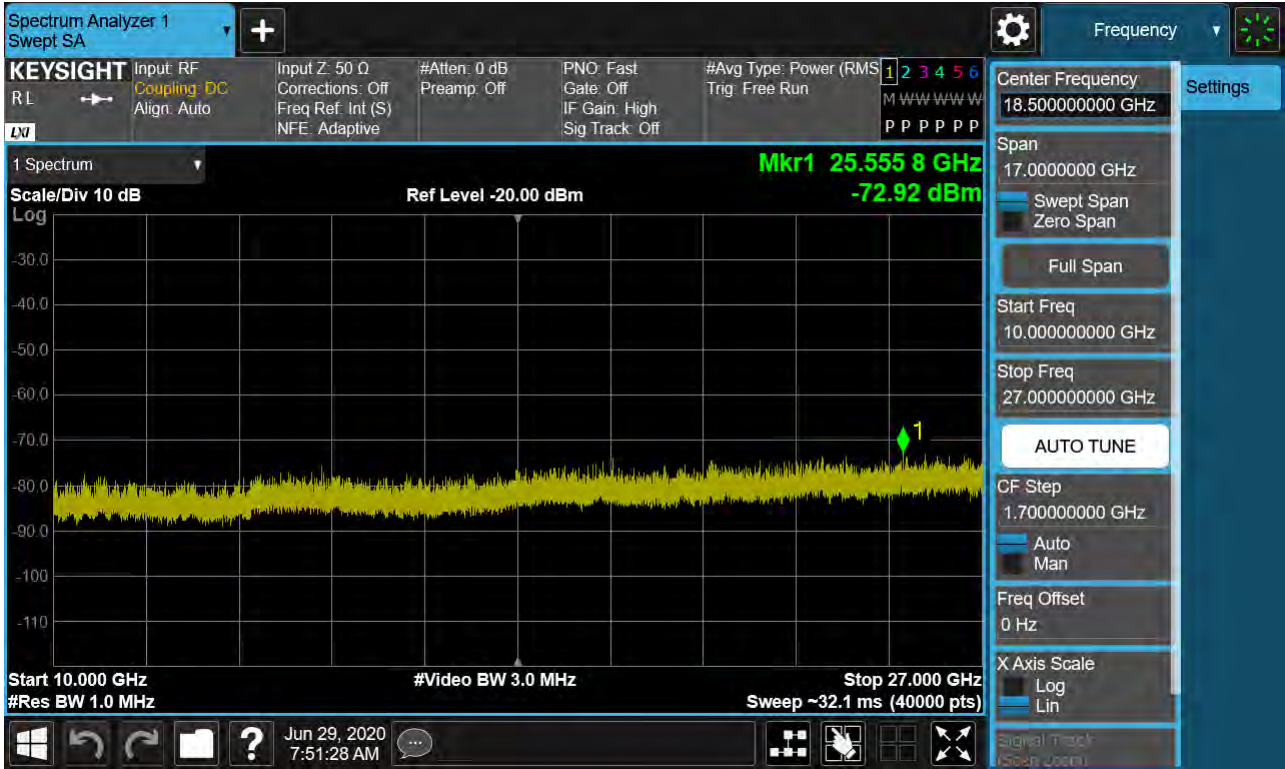 Spectrum Analyzer 1
Swept SA
+
Frequency
KEYSIGHT
RL
LXI
Input: RF
Coupling: DC
Align: Auto
Input Z: 50 Ω
Corrections: Off
Freq Ref: Int (S)
NFE: Adaptive
#Atten: 0 dB
Preamp: Off
PNO: Fast
Gate: Off
IF Gain: High
Sig Track: Off
#Avg Type: Power (RMS
Trig: Free Run
1 2 3 4 5 6
M W W W W W
P P P P P P
Center Frequency
18.500000000 GHz
Settings
Span
17.0000000 GHz
Swept Span
Zero Span
Full Span
Start Freq
10.000000000 GHz
Stop Freq
27.000000000 GHz
AUTO TUNE
CF Step
1.700000000 GHz
Auto
Man
Freq Offset
0 Hz
X Axis Scale
Log
Lin
Signal Track
(Span Zoom)
1 Spectrum
Mkr1 25.555 8 GHz
-72.92 dBm
Scale/Div 10 dB
Ref Level -20.00 dBm
Log
-30.0
-40.0
-50.0
-60.0
-70.0
-80.0
-90.0
-100
-110
1
Start 10.000 GHz
#Video BW 3.0 MHz
Stop 27.000 GHz
#Res BW 1.0 MHz
Sweep ~32.1 ms (40000 pts)
?
Jun 29, 2020
7:51:28 AM